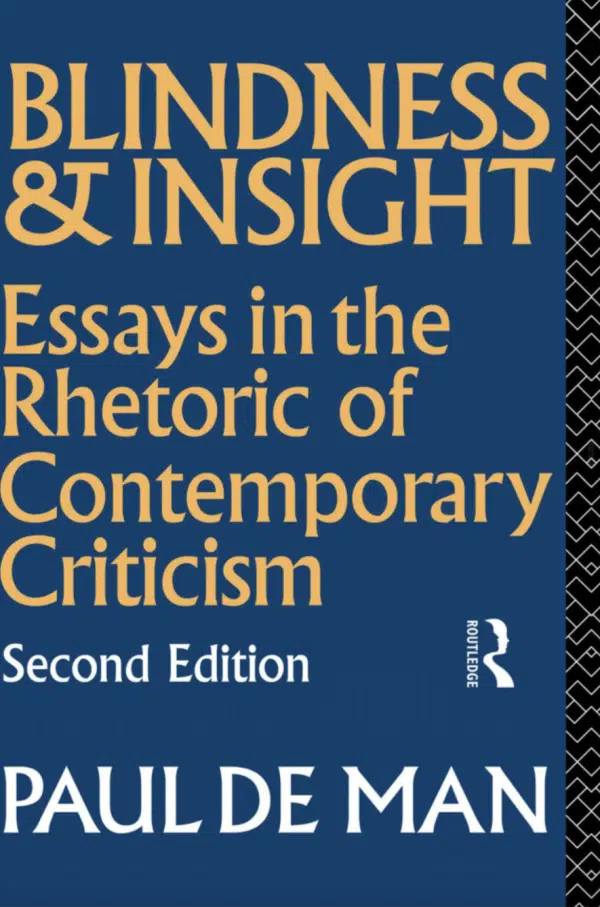 BLINDNESS
& INSIGHT
Essays in the
Rhetoric of
Contemporary
Criticism
Second Edition
ROUTLEDGE
PAUL DE MAN